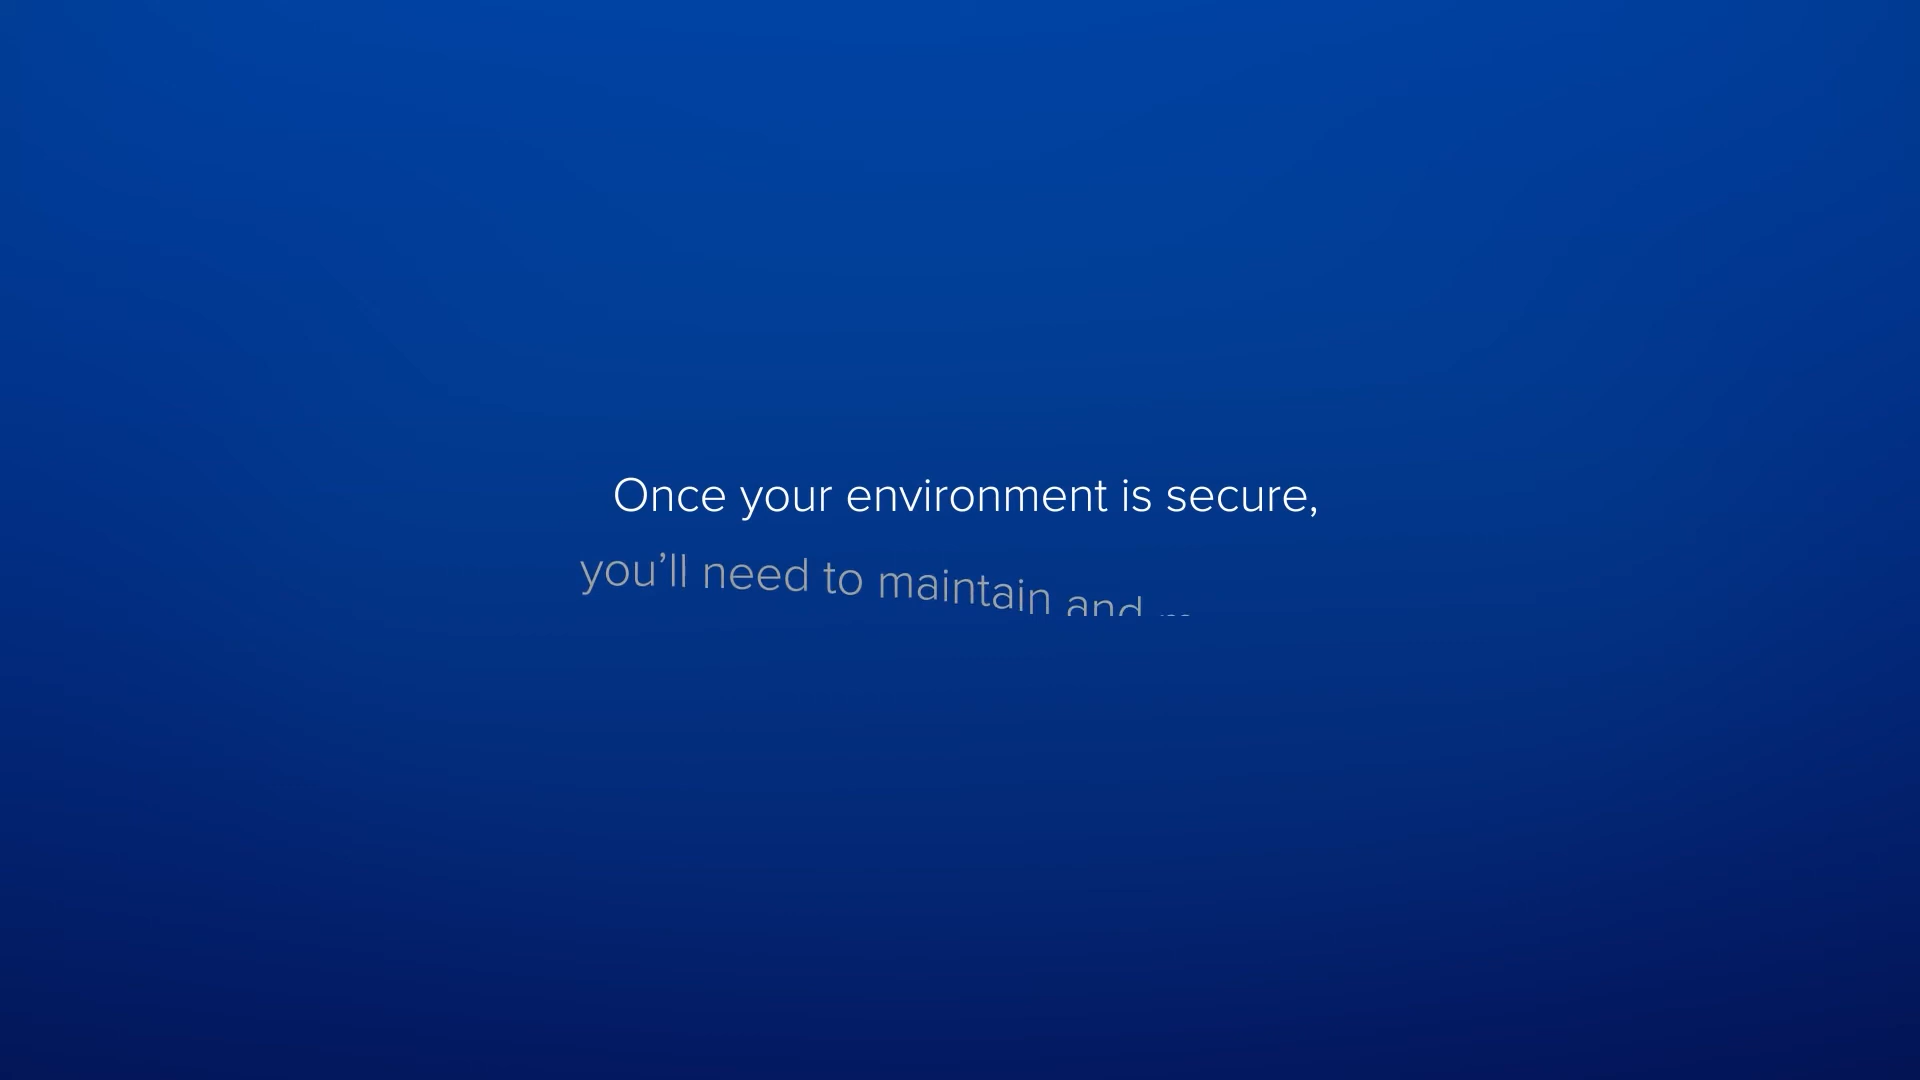 Once your environment is secure,
you’ll need to maintain and